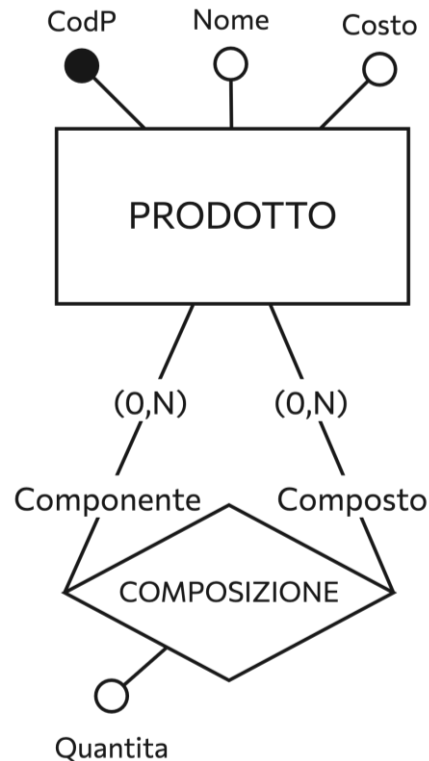 CodP Nome Costo
PRODOTTO
(0,N) (0,N)
Componente Composto
COMPOSIZIONE
Quantita